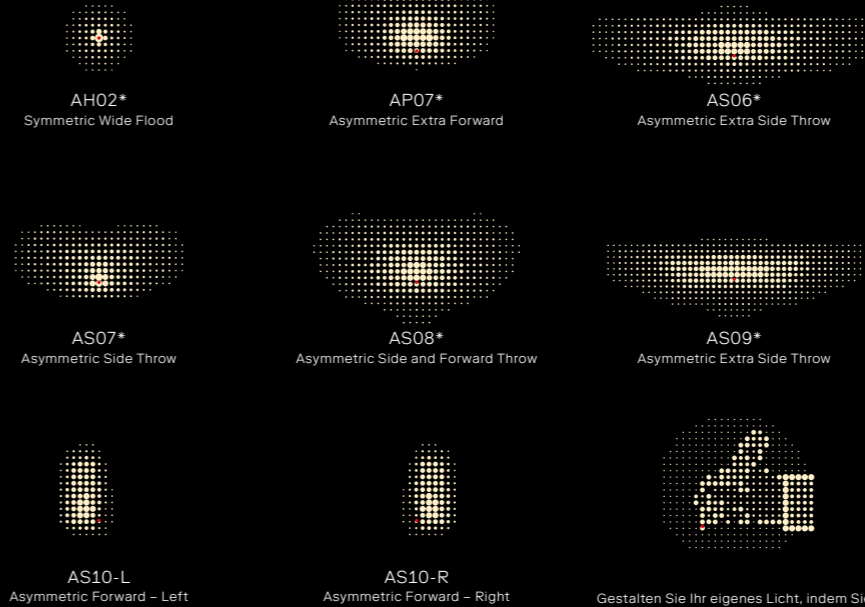 AH02*
Symmetric Wide Flood
AP07*
Asymmetric Extra Forward
AS06*
Asymmetric Extra Side Throw
AS07*
Asymmetric Side Throw
AS08*
Asymmetric Side and Forward Throw
AS09*
Asymmetric Extra Side Throw
AS10-L
Asymmetric Forward – Left
AS10-R
Asymmetric Forward – Right
Gestalten Sie Ihr eigenes Licht, indem